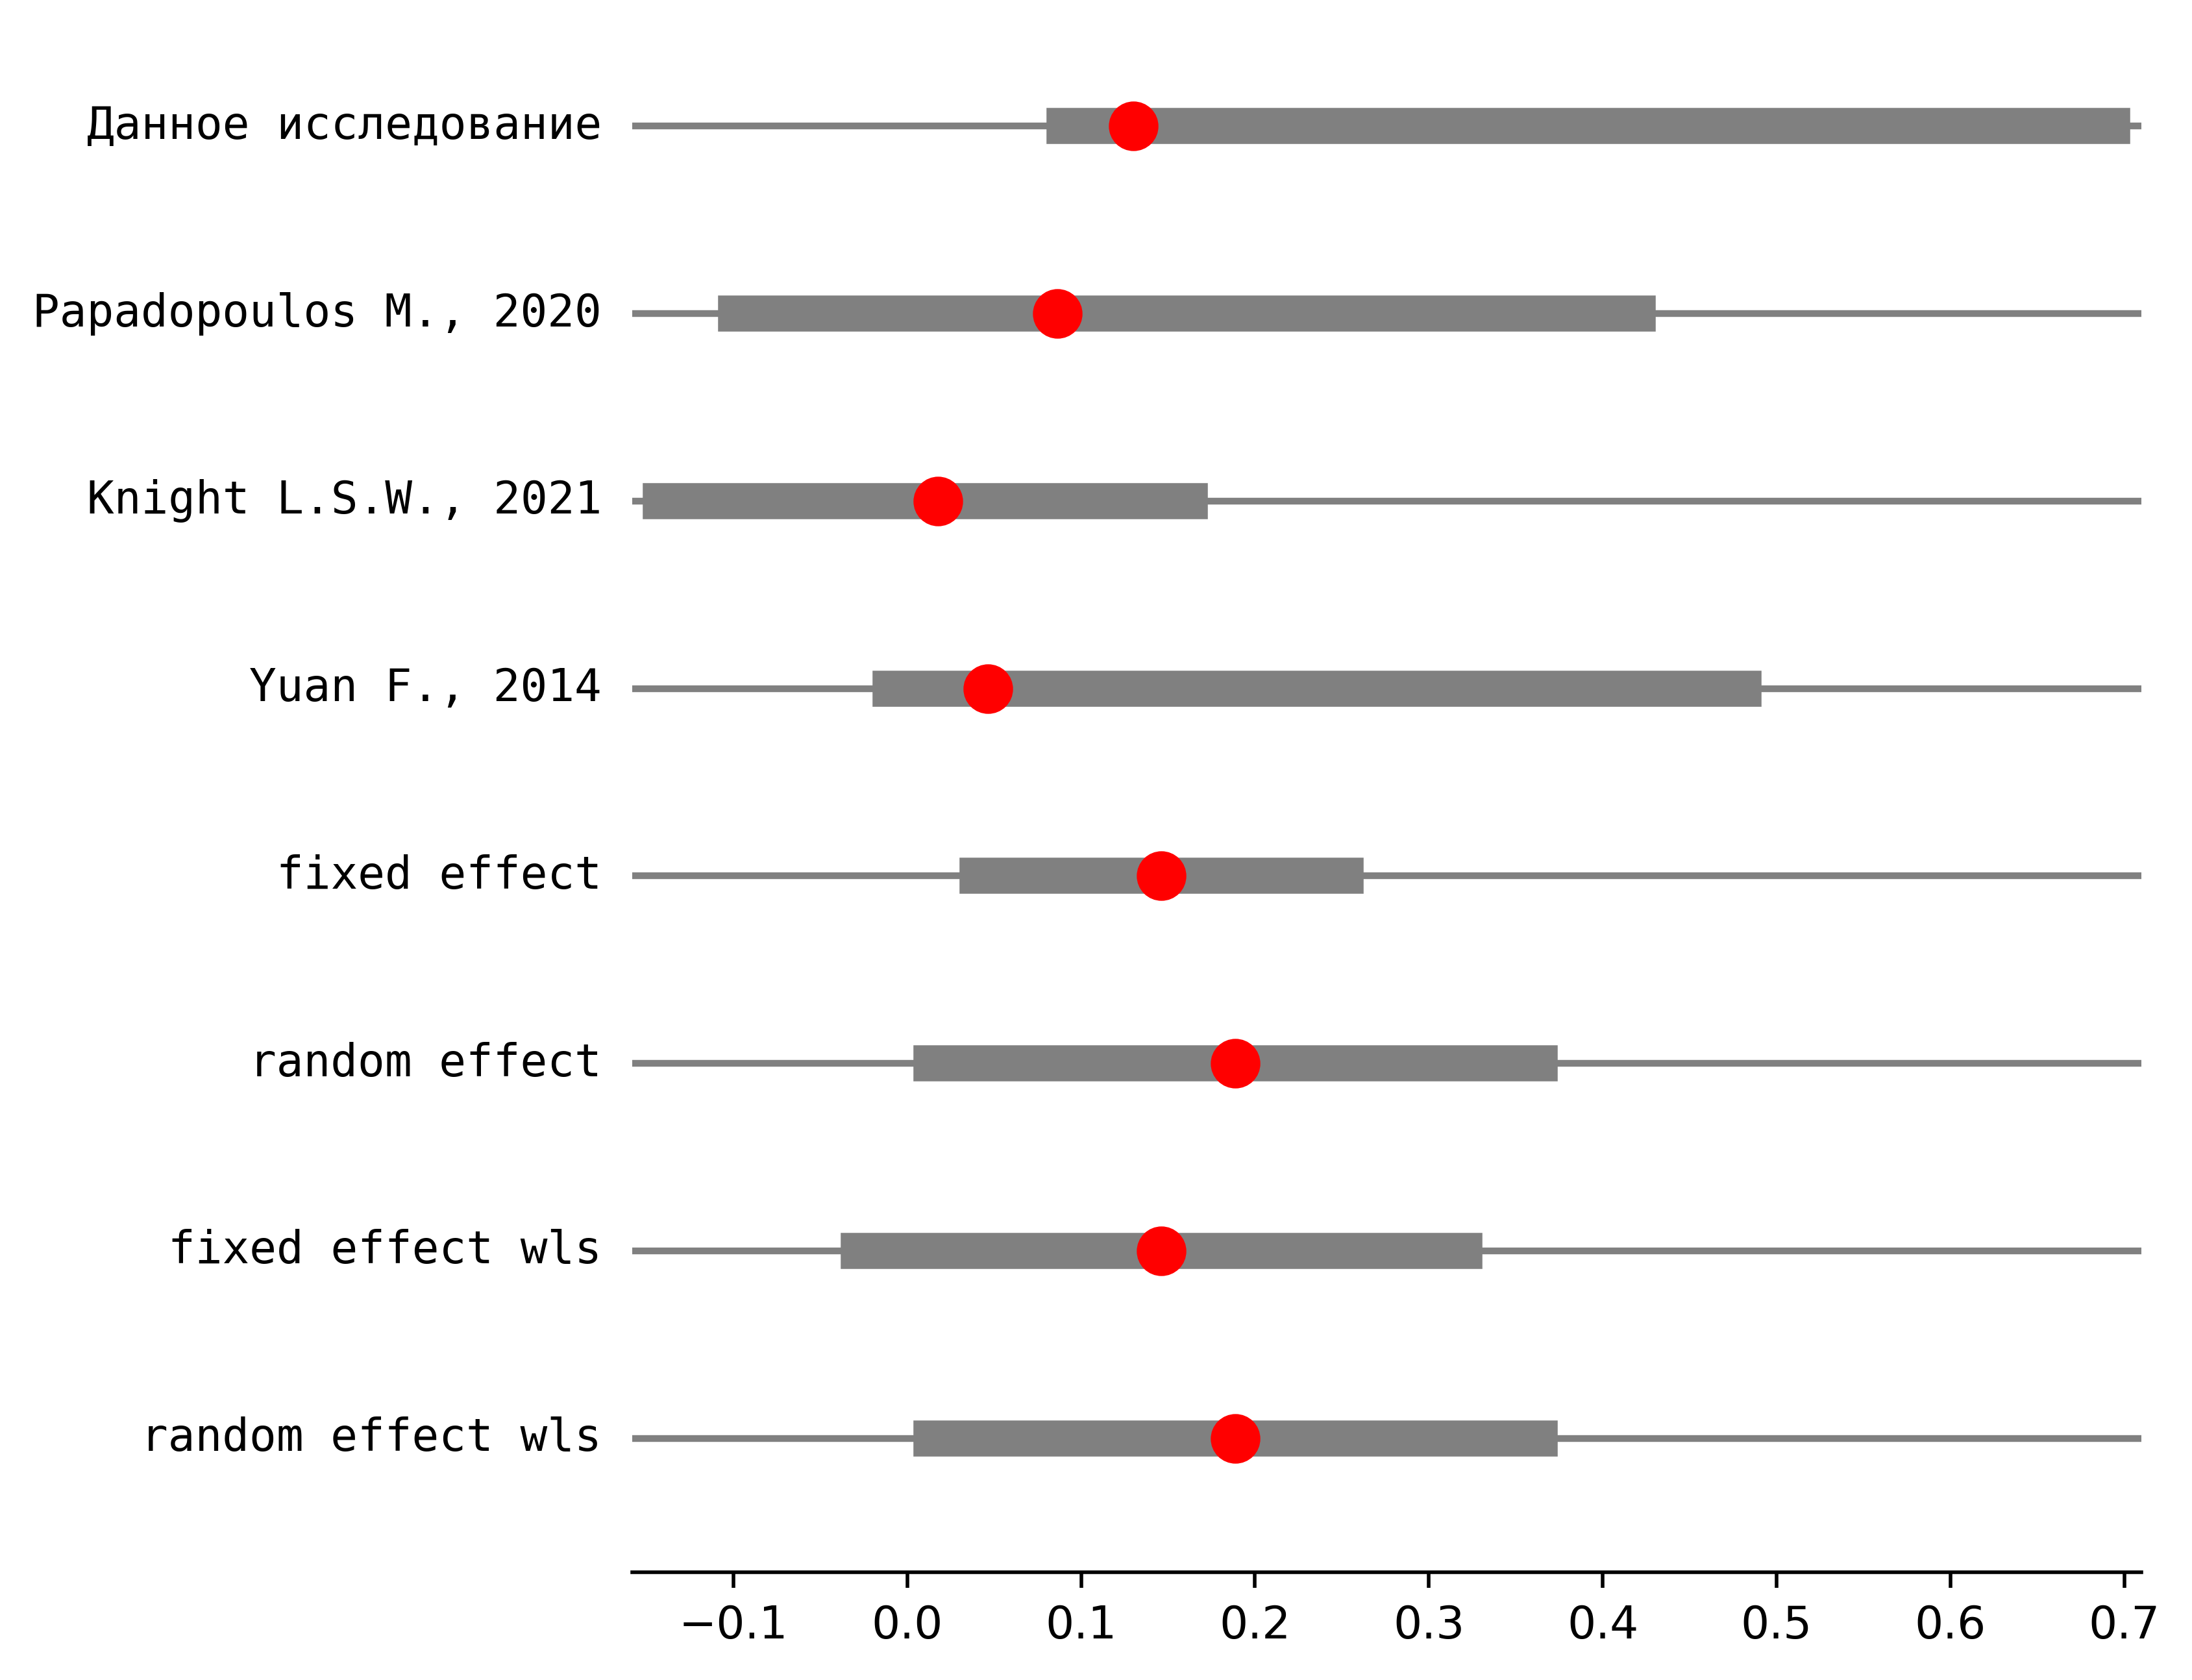 Данное исследование
Papadopoulos M., 2020
Knight L.S.W., 2021
Yuan F., 2014
fixed effect
random effect
fixed effect wls
random effect wls
−0.1 0.0 0.1 0.2 0.3 0.4 0.5 0.6 0.7